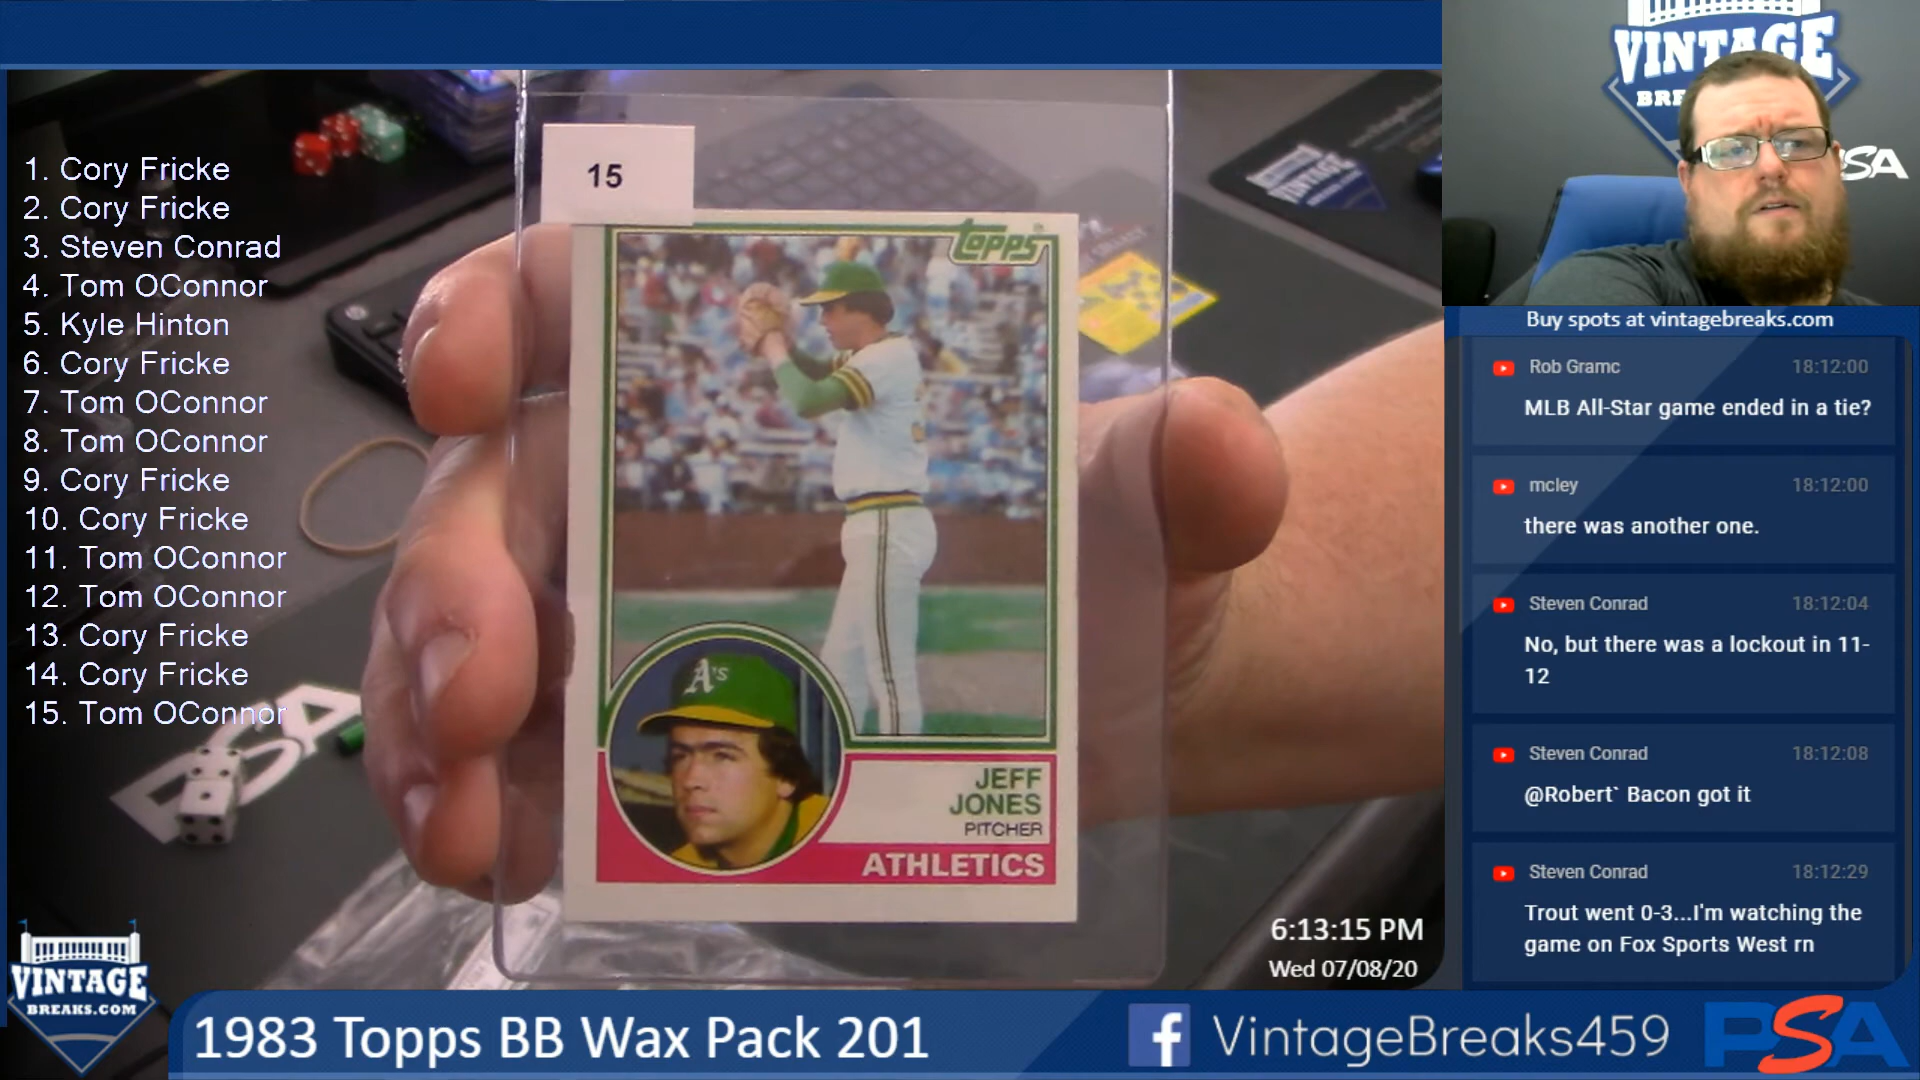 1. Cory Fricke
2. Cory Fricke
3. Steven Conrad
4. Tom OConnor
5. Kyle Hinton
6. Cory Fricke
7. Tom OConnor
8. Tom OConnor
9. Cory Fricke
10. Cory Fricke
11. Tom OConnor
12. Tom OConnor
13. Cory Fricke
14. Cory Fricke
15. Tom OConnor
15
topps
A's
JEFF
JONES
PITCHER
ATHLETICS
PSA
VINTAGE
6:13:15 PM
Wed 07/08/20
VINTAGE
BRE
PSA
Buy spots at vintagebreaks.com
Rob Gramc 18:12:00
MLB All-Star game ended in a tie?
mcley 18:12:00
there was another one.
Steven Conrad 18:12:04
No, but there was a lockout in 11-
12
Steven Conrad 18:12:08
@Robert` Bacon got it
Steven Conrad 18:12:29
Trout went 0-3...I'm watching the
game on Fox Sports West rn
VINTAGE
BREAKS.COM
1983 Topps BB Wax Pack 201
f VintageBreaks459
PSA